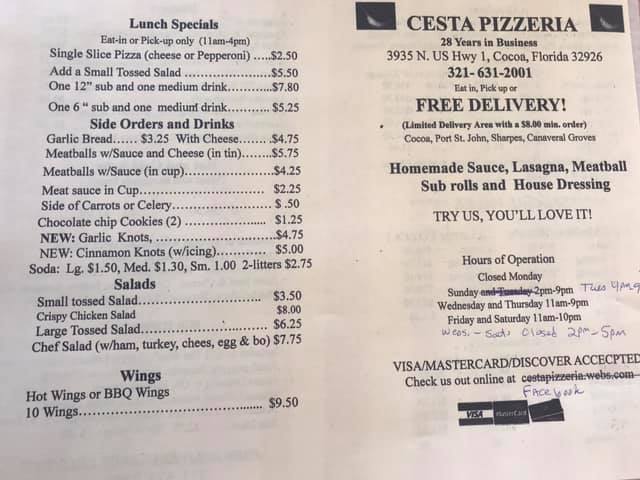 Lunch Specials
Eat-in or Pick-up only (11am-4pm)
Single Slice Pizza (cheese or Pepperoni) .....$2.50
Add a Small Tossed Salad .....................$5.50
One 12” sub and one medium drink...........$7.80
One 6 “ sub and one medium drink........... $5.25
Side Orders and Drinks
Garlic Bread...... $3.25 With Cheese........$4.75
Meatballs w/Sauce and Cheese (in tin).......$5.75
Meatballs w/Sauce (in cup)....................$4.25
Meat sauce in Cup............................. $2.25
Side of Carrots or Celery.....................$ .50
Chocolate chip Cookies (2) ................... $1.25
NEW: Garlic Knots, ............................$4.75
NEW: Cinnamon Knots (w/icing)............ $5.00
Soda: Lg. $1.50, Med. $1.30, Sm. 1.00 2-litters $2.75
Salads
Small tossed Salad............................. $3.50
Crispy Chicken Salad $8.00
Large Tossed Salad............................. $6.25
Chef Salad (w/ham, turkey, chees, egg & bo) $7.75
Wings
Hot Wings or BBQ Wings
10 Wings.......................................... $9.50
CESTA PIZZERIA
28 Years in Business
3935 N. US Hwy 1, Cocoa, Florida 32926
321- 631-2001
Eat in, Pick up or
FREE DELIVERY!
(Limited Delivery Area with a $8.00 min. order)
Cocoa, Port St. John, Sharpes, Canaveral Groves
Homemade Sauce, Lasagna, Meatball
Sub rolls and House Dressing
TRY US, YOU’LL LOVE IT!
Hours of Operation
Closed Monday
Sunday and Tuesday 2pm-9pm Tues 4pm-9
Wednesday and Thursday 11am-9pm
Friday and Saturday 11am-10pm
Weds. - Sat. Closed 2pm-5pm
VISA/MASTERCARD/DISCOVER ACCECPTED
Check us out online at cestapizzeria.webs.com
Facebook
VISA MasterCard